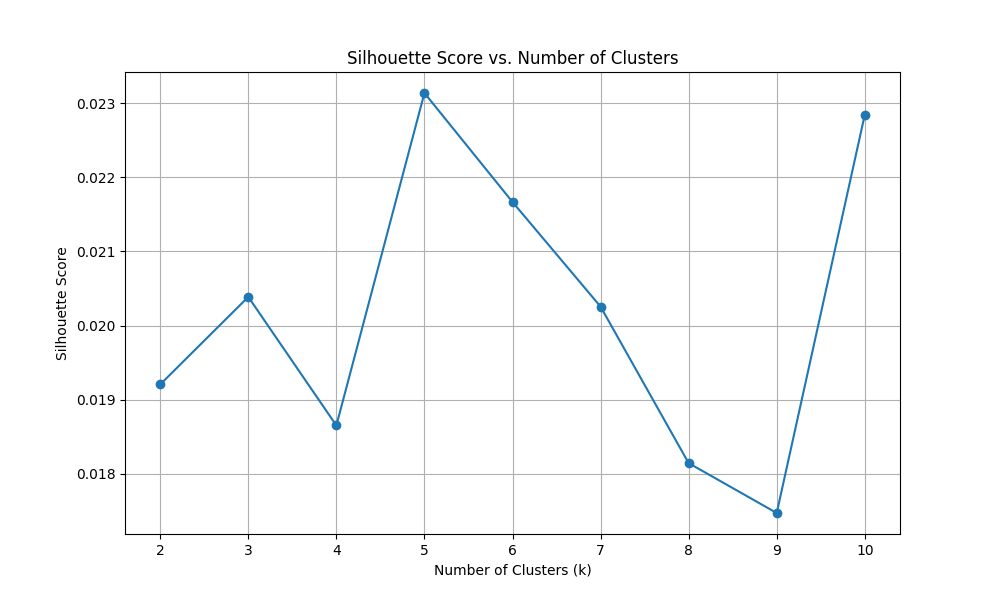 Silhouette Score vs. Number of Clusters
0.023
0.022
0.021
0.020
0.019
0.018
Silhouette Score
2 3 4 5 6 7 8 9 10
Number of Clusters (k)